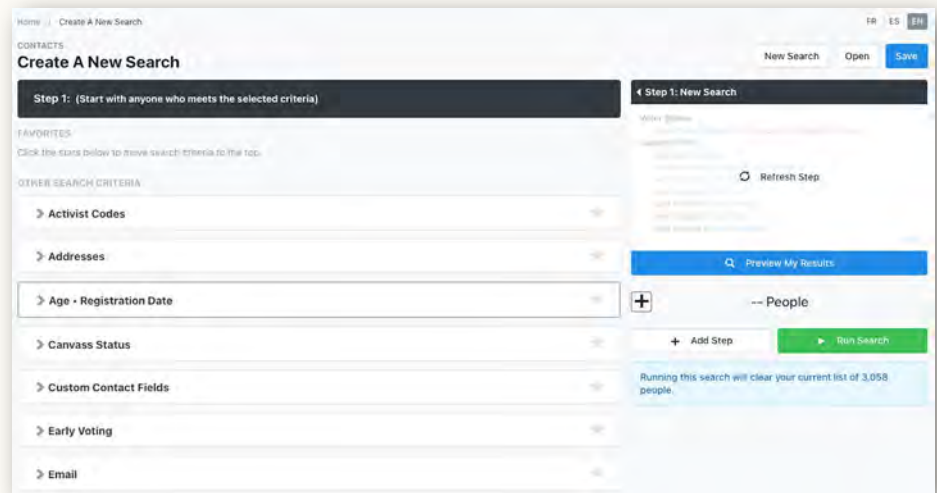 Home / Create A New Search
FR ES EN
CONTACTS
Create A New Search
New Search Open Save
Step 1: (Start with anyone who meets the selected criteria)
FAVORITES
Click the stars below to move search criteria to the top.
OTHER SEARCH CRITERIA
Activist Codes
Addresses
Age • Registration Date
Canvass Status
Custom Contact Fields
Early Voting
Email
Step 1: New Search
Refresh Step
Preview My Results
-- People
+ Add Step
Run Search
Running this search will clear your current list of 3,058
people.